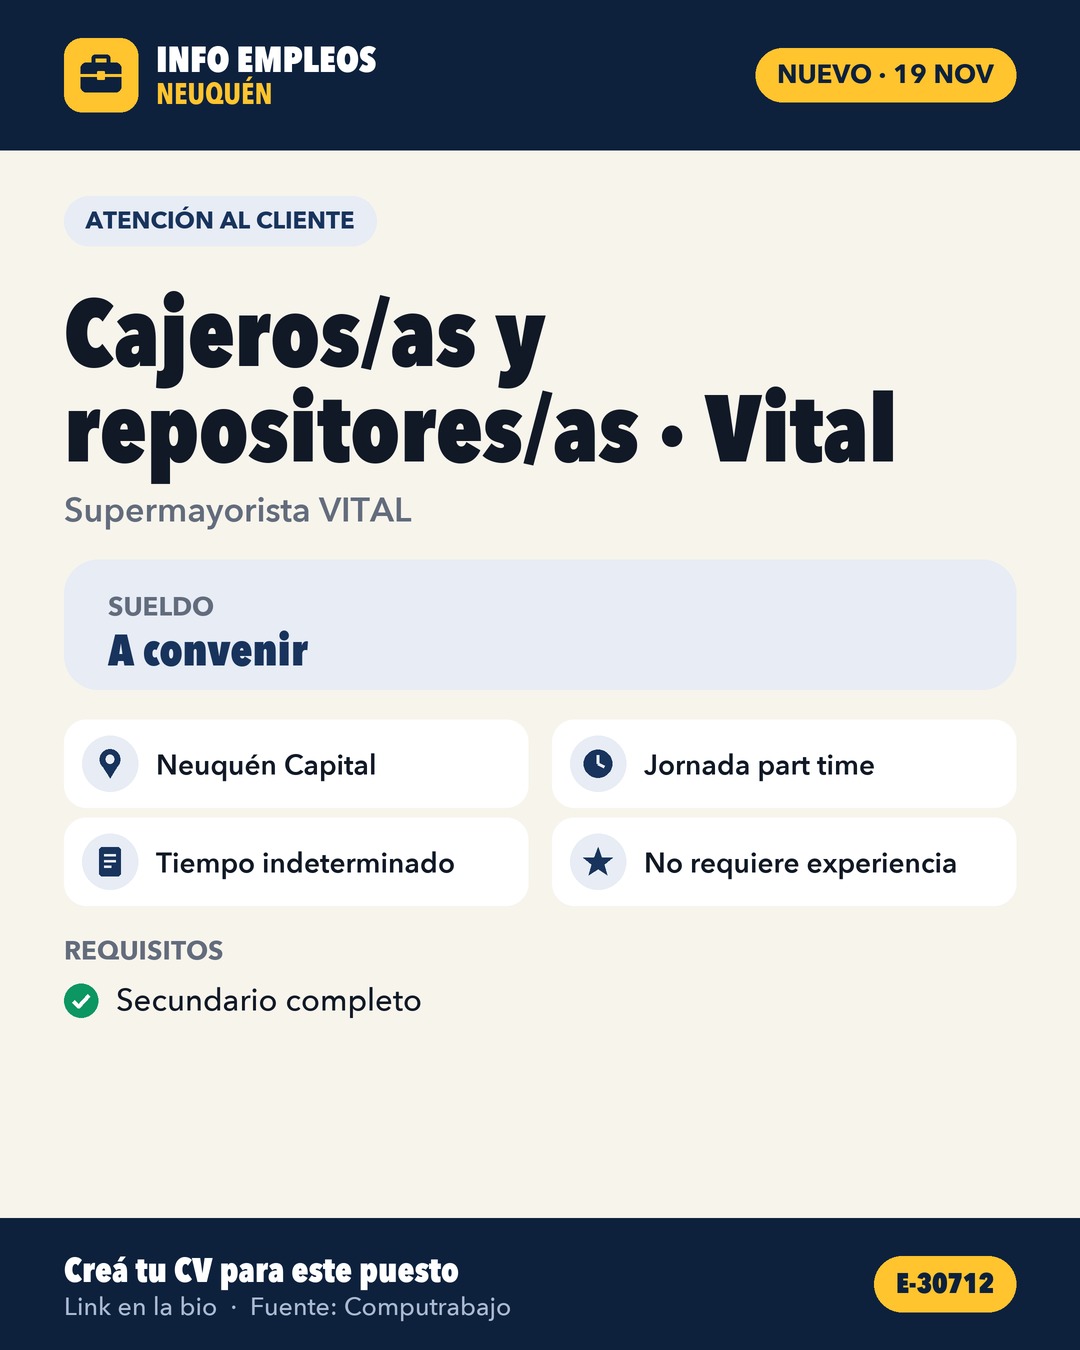 INFO EMPLEOS
NEUQUÉN
NUEVO · 19 NOV
ATENCIÓN AL CLIENTE
Cajeros/as y
repositores/as · Vital
Supermayorista VITAL
SUELDO
A convenir
Neuquén Capital
Jornada part time
Tiempo indeterminado
No requiere experiencia
REQUISITOS
Secundario completo
Creá tu CV para este puesto
Link en la bio · Fuente: Computrabajo
E-30712